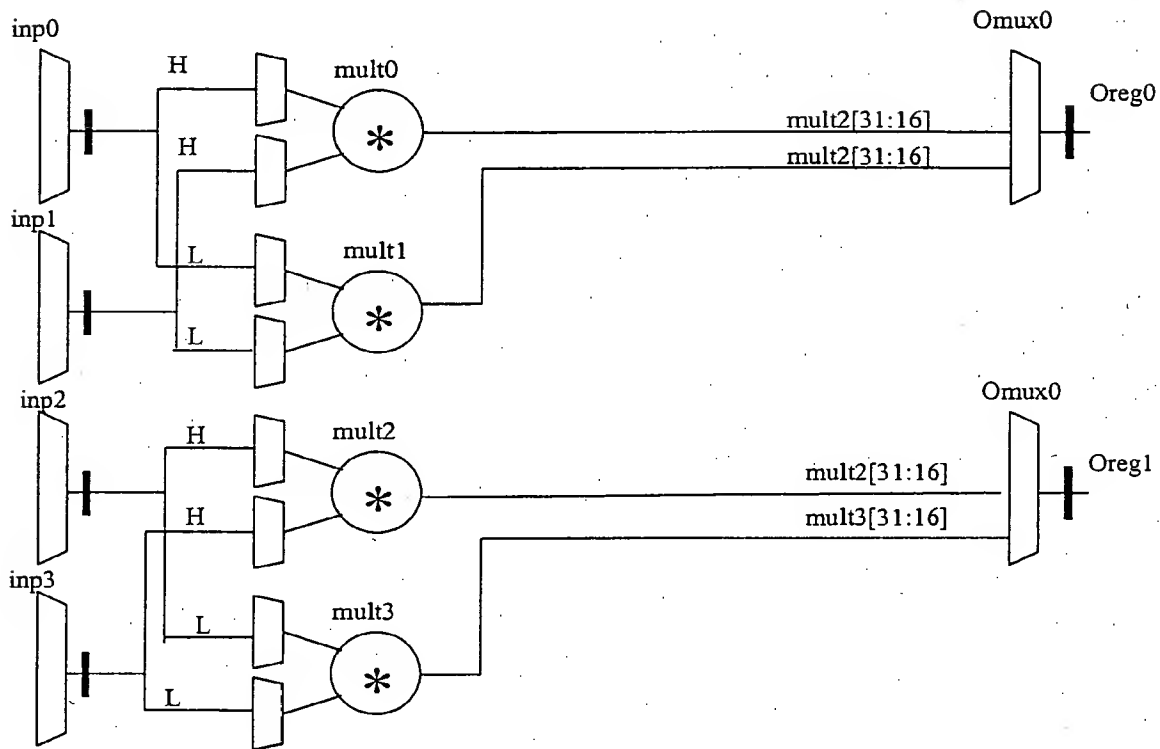 inp0
Omux0
H
mult0
Oreg0
*
mult2[31:16]
H
mult2[31:16]
inp1
L
mult1
*
L
inp2
Omux0
H
mult2
Oreg1
*
mult2[31:16]
H
mult3[31:16]
inp3
L
mult3
*
L